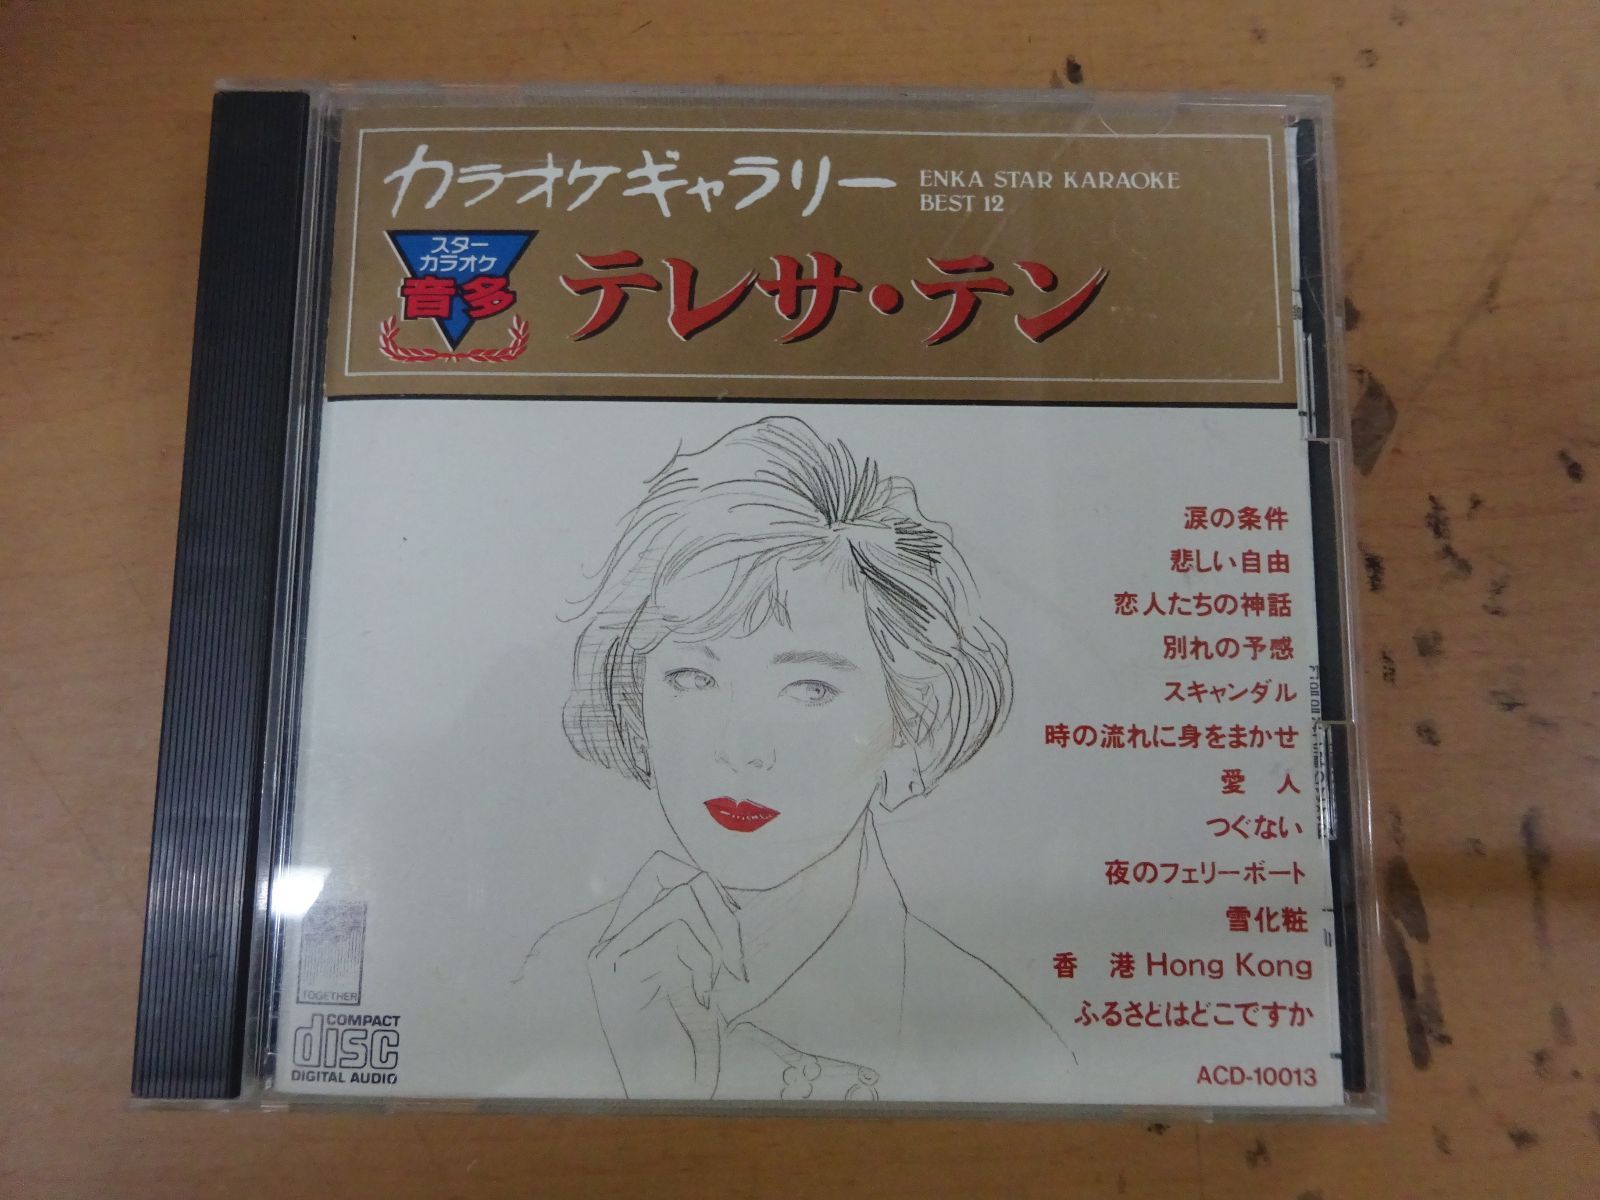 カラオケギャラリー
ENKA STAR KARAOKE
BEST 12
スター
カラオケ
音多
テレサ・テン
涙の条件
悲しい自由
恋人たちの神話
別れの予感
スキャンダル
時の流れに身をまかせ
愛　人
つぐない
夜のフェリーボート
雪化粧
香　港 Hong Kong
ふるさとはどこですか
TOGETHER
COMPACT
disc
DIGITAL AUDIO
ACD-10013